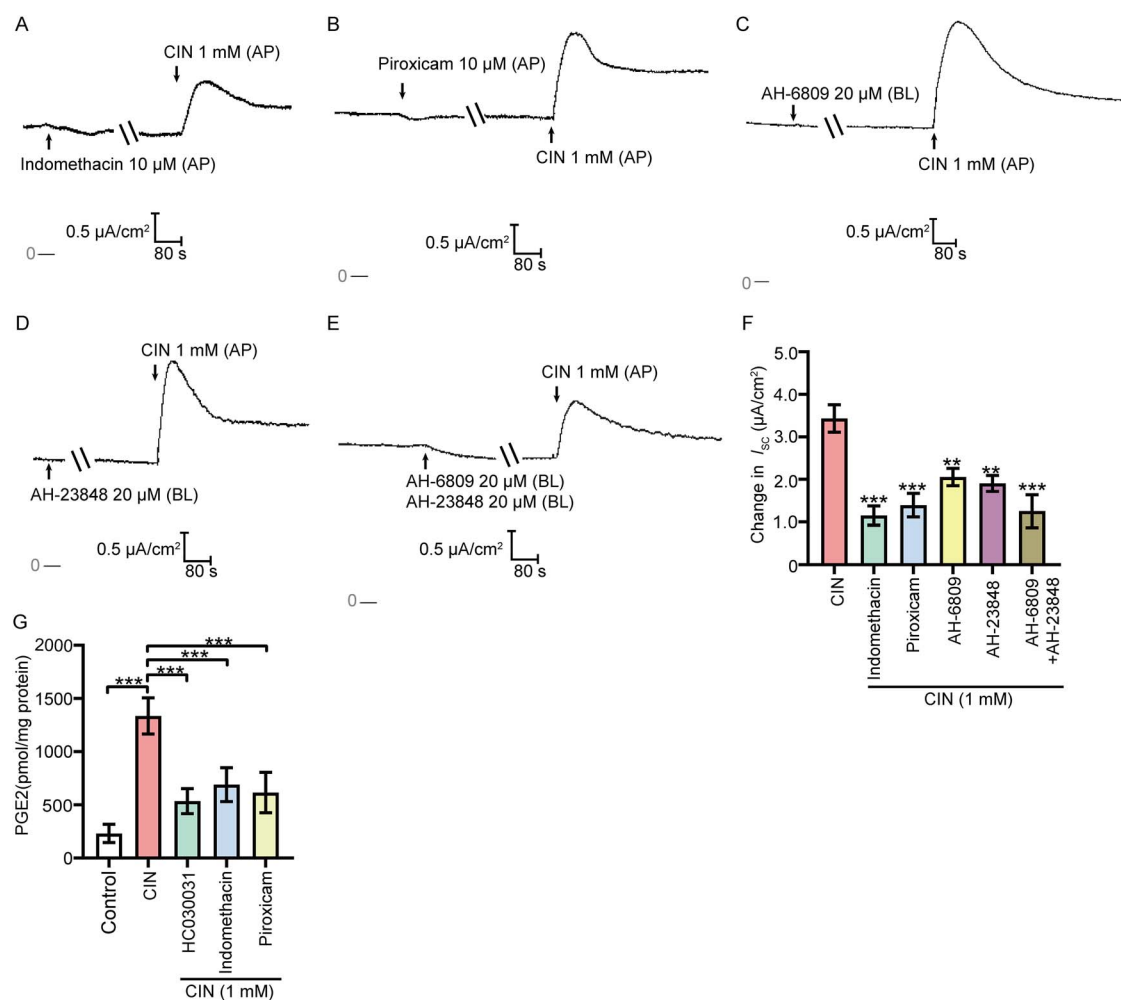 A
CIN 1 mM (AP)
Indomethacin 10 µM (AP)
0.5 µA/cm²
80 s
0
B
Piroxicam 10 µM (AP)
CIN 1 mM (AP)
0.5 µA/cm²
80 s
0
C
AH-6809 20 µM (BL)
CIN 1 mM (AP)
0.5 µA/cm²
80 s
0
D
CIN 1 mM (AP)
AH-23848 20 µM (BL)
0.5 µA/cm²
80 s
0
E
CIN 1 mM (AP)
AH-6809 20 µM (BL)
AH-23848 20 µM (BL)
0.5 µA/cm²
80 s
0
F
Change in Isc (µA/cm²)
5.0
4.0
3.0
2.0
1.0
0
***
***
**
**
***
CIN
Indomethacin
Piroxicam
AH-6809
AH-23848
AH-6809
+AH-23848
CIN (1 mM)
G
PGE2(pmol/mg protein)
2000
1500
1000
500
0
***
***
***
***
Control
CIN
HC030031
Indomethacin
Piroxicam
CIN (1 mM)